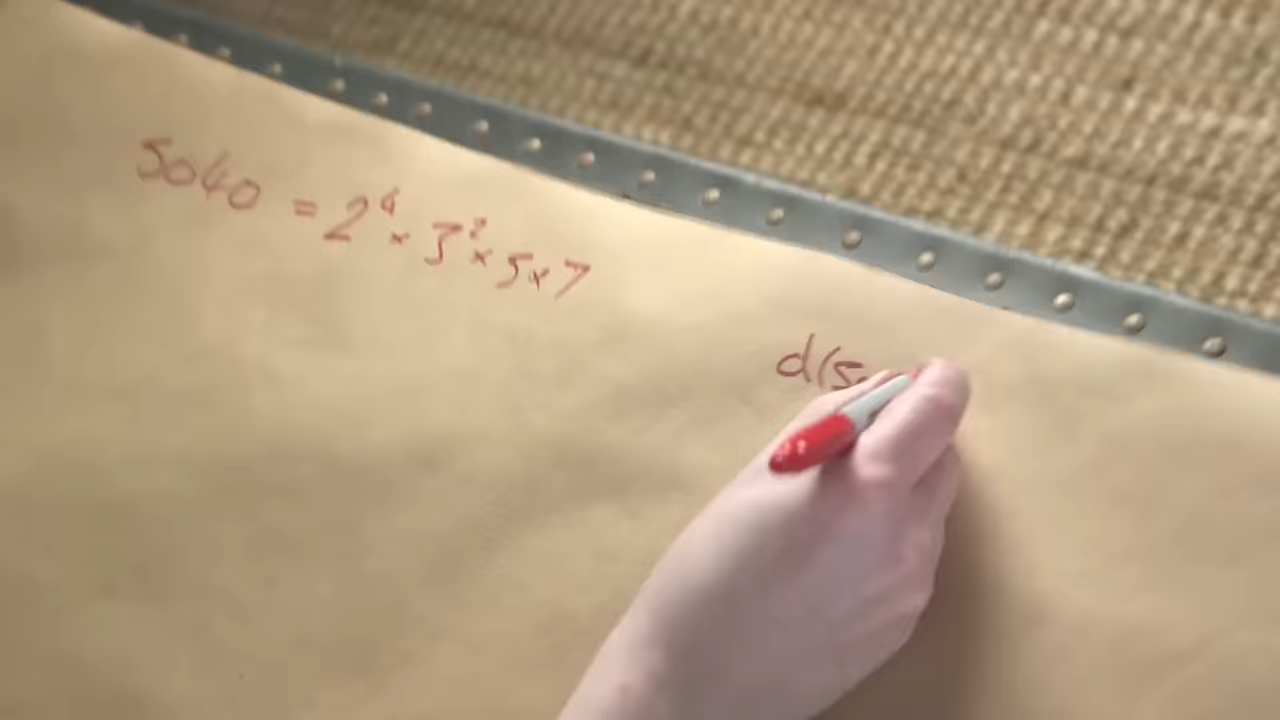 5040 = 2⁴ × 3² × 5 × 7
d(5